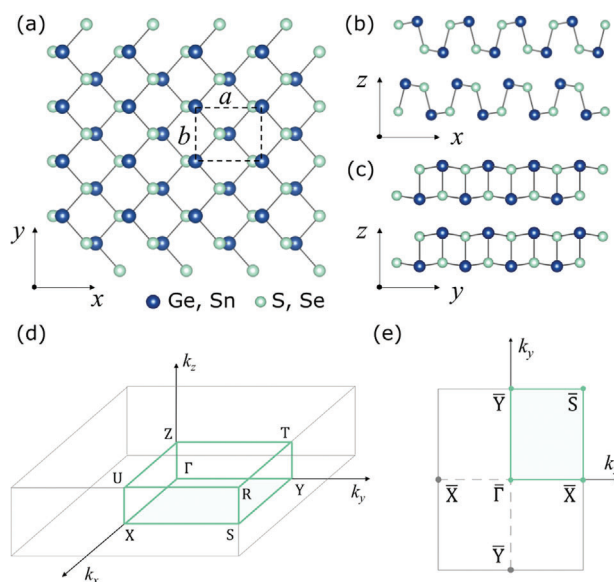 (a)
a
b
y
x
Ge, Sn
S, Se
(b)
z
x
(c)
z
y
(d)
k_z
Z
T
U
Γ
R
Y
k_y
X
S
k_x
(e)
k_y
Y̅
S̅
X̅
Γ̅
X̅
Y̅